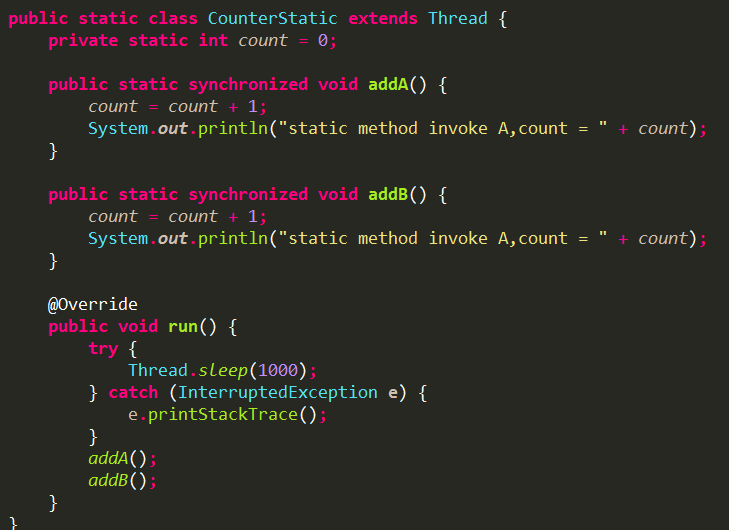 public static class CounterStatic extends Thread {
    private static int count = 0;

    public static synchronized void addA() {
        count = count + 1;
        System.out.println("static method invoke A,count = " + count);
    }

    public static synchronized void addB() {
        count = count + 1;
        System.out.println("static method invoke A,count = " + count);
    }

    @Override
    public void run() {
        try {
            Thread.sleep(1000);
        } catch (InterruptedException e) {
            e.printStackTrace();
        }
        addA();
        addB();
    }
}